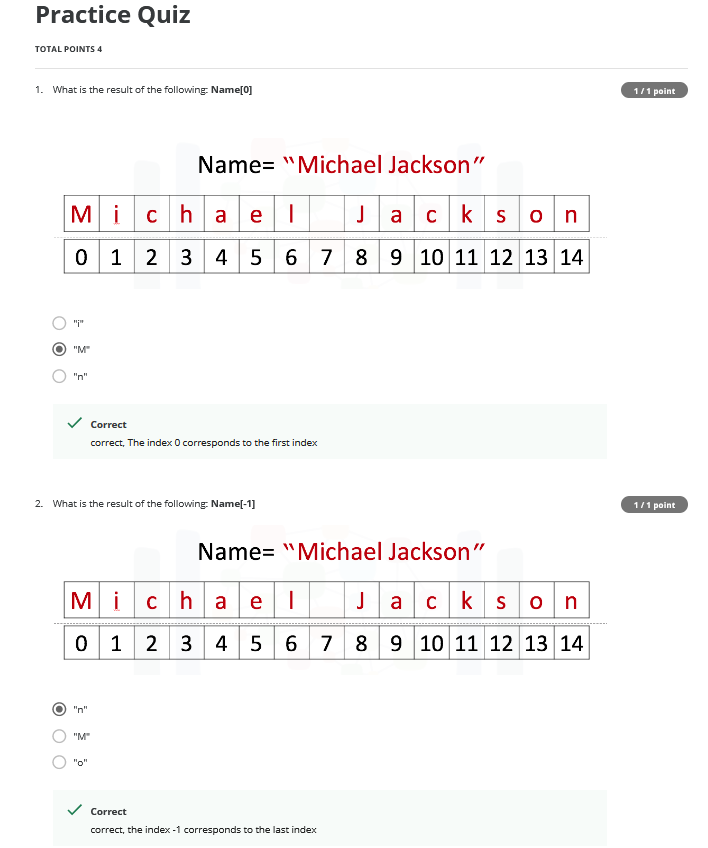 Practice Quiz
TOTAL POINTS 4
1. What is the result of the following: Name[0]
1 / 1 point
Name= "Michael Jackson"
M i c h a e l J a c k s o n
0 1 2 3 4 5 6 7 8 9 10 11 12 13 14
"i"
"M"
"n"
Correct
correct, The index 0 corresponds to the first index
2. What is the result of the following: Name[-1]
1 / 1 point
Name= "Michael Jackson"
M i c h a e l J a c k s o n
0 1 2 3 4 5 6 7 8 9 10 11 12 13 14
"n"
"M"
"o"
Correct
correct, the index -1 corresponds to the last index